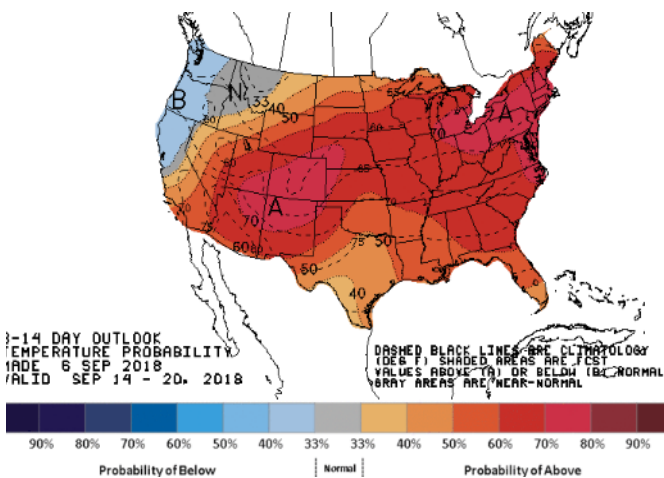 B
N
33
40
50
A
70
A
70
60
50
40
50
3-14 DAY OUTLOOK
TEMPERATURE PROBABILITY
MADE 6 SEP 2018
VALID SEP 14 - 20, 2018
DASHED BLACK LINES ARE CLIMATOLOGY
(DEG F) SHADED AREAS ARE FCST
VALUES ABOVE (A) OR BELOW (B) NORMAL
GRAY AREAS ARE NEAR-NORMAL
90% 80% 70% 60% 50% 40% 33% 33% 40% 50% 60% 70% 80% 90%
Probability of Below Normal Probability of Above